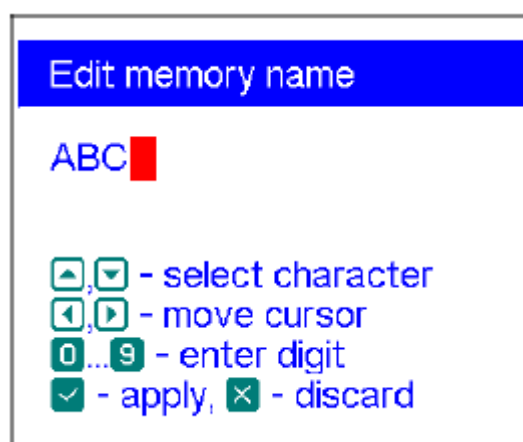 Edit memory name
ABC
▲,▼ - select character
◀,▶ - move cursor
0...9 - enter digit
✓ - apply, ✕ - discard